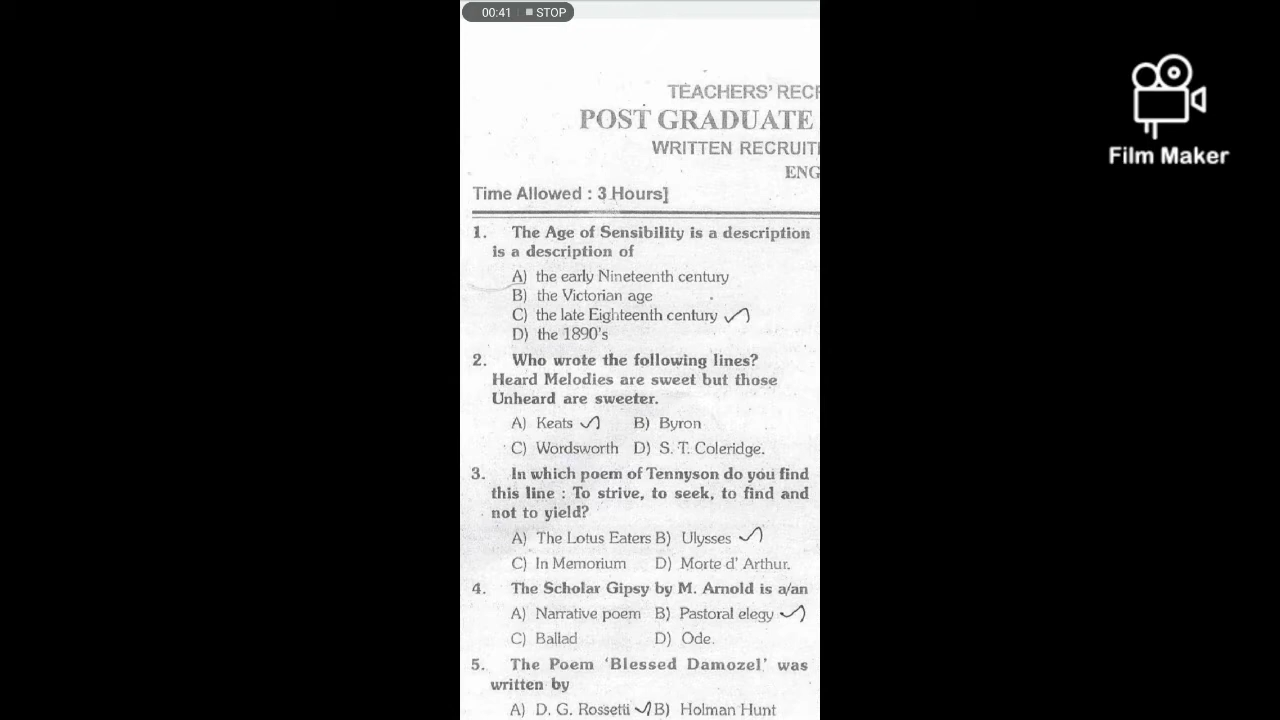 00:41 STOP
Film Maker
TEACHERS' RECR
POST GRADUATE
WRITTEN RECRUIT
ENG
Time Allowed : 3 Hours]
1. The Age of Sensibility is a description
is a description of
A) the early Nineteenth century
B) the Victorian age
C) the late Eighteenth century
D) the 1890's
2. Who wrote the following lines?
Heard Melodies are sweet but those
Unheard are sweeter.
A) Keats B) Byron
C) Wordsworth D) S. T. Coleridge.
3. In which poem of Tennyson do you find
this line : To strive, to seek, to find and
not to yield?
A) The Lotus Eaters B) Ulysses
C) In Memorium D) Morte d' Arthur.
4. The Scholar Gipsy by M. Arnold is a/an
A) Narrative poem B) Pastoral elegy
C) Ballad D) Ode.
5. The Poem 'Blessed Damozel' was
written by
A) D. G. Rossetti B) Holman Hunt